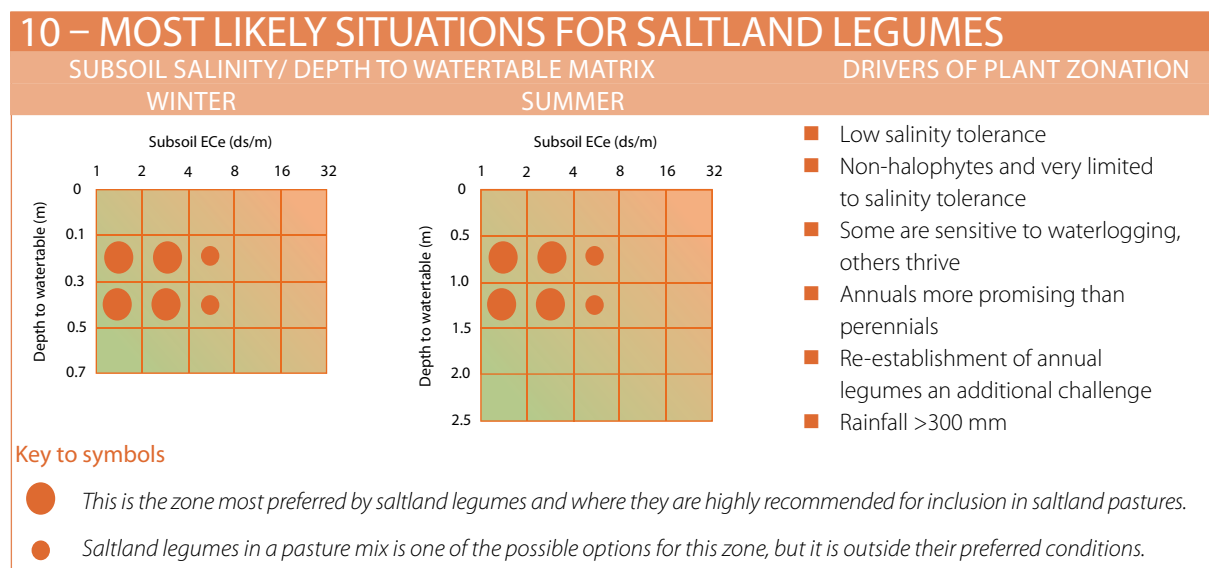 10 – MOST LIKELY SITUATIONS FOR SALTLAND LEGUMES
SUBSOIL SALINITY/ DEPTH TO WATERTABLE MATRIX
DRIVERS OF PLANT ZONATION
WINTER
SUMMER
Subsoil ECe (ds/m)
1 2 4 8 16 32
Depth to watertable (m)
0
0.1
0.3
0.5
0.7
Subsoil ECe (ds/m)
1 2 4 8 16 32
Depth to watertable (m)
0
0.5
1.0
1.5
2.0
2.5
Low salinity tolerance
Non-halophytes and very limited
to salinity tolerance
Some are sensitive to waterlogging,
others thrive
Annuals more promising than
perennials
Re-establishment of annual
legumes an additional challenge
Rainfall >300 mm
Key to symbols
This is the zone most preferred by saltland legumes and where they are highly recommended for inclusion in saltland pastures.
Saltland legumes in a pasture mix is one of the possible options for this zone, but it is outside their preferred conditions.